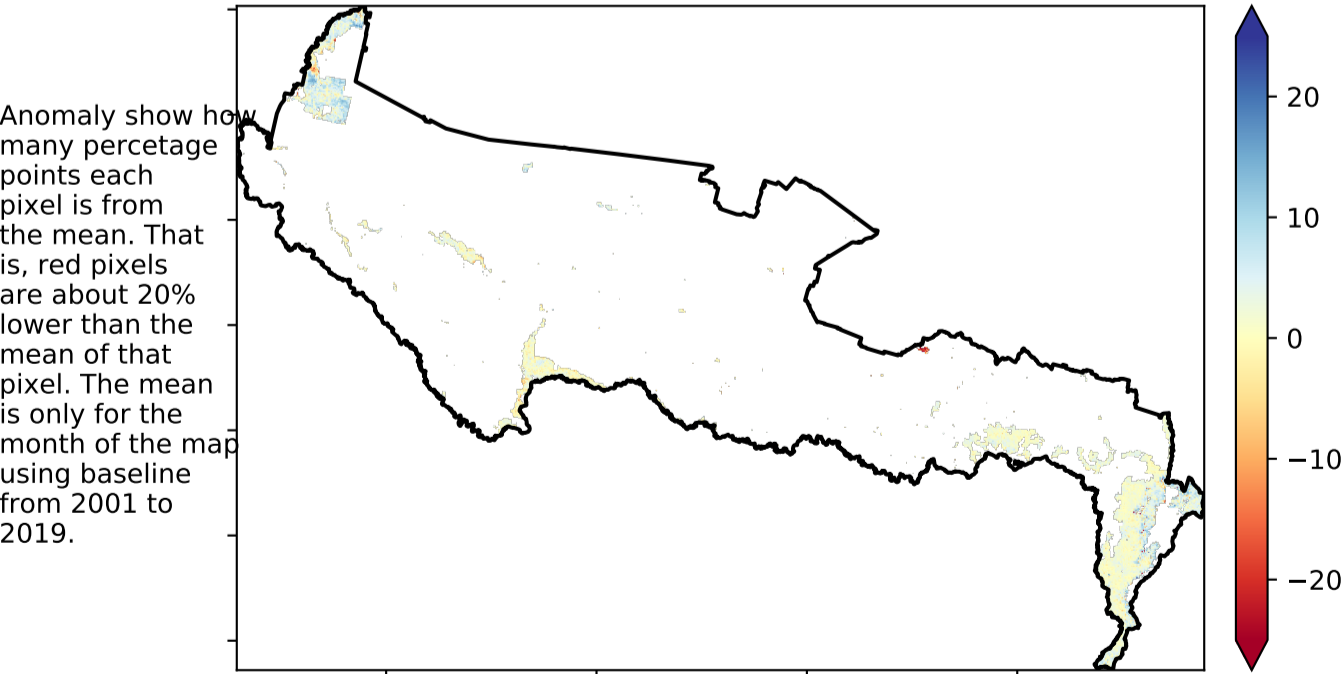 Anomaly show how
many percetage
points each
pixel is from
the mean. That
is, red pixels
are about 20%
lower than the
mean of that
pixel. The mean
is only for the
month of the map
using baseline
from 2001 to
2019.
20
10
0
−10
−20